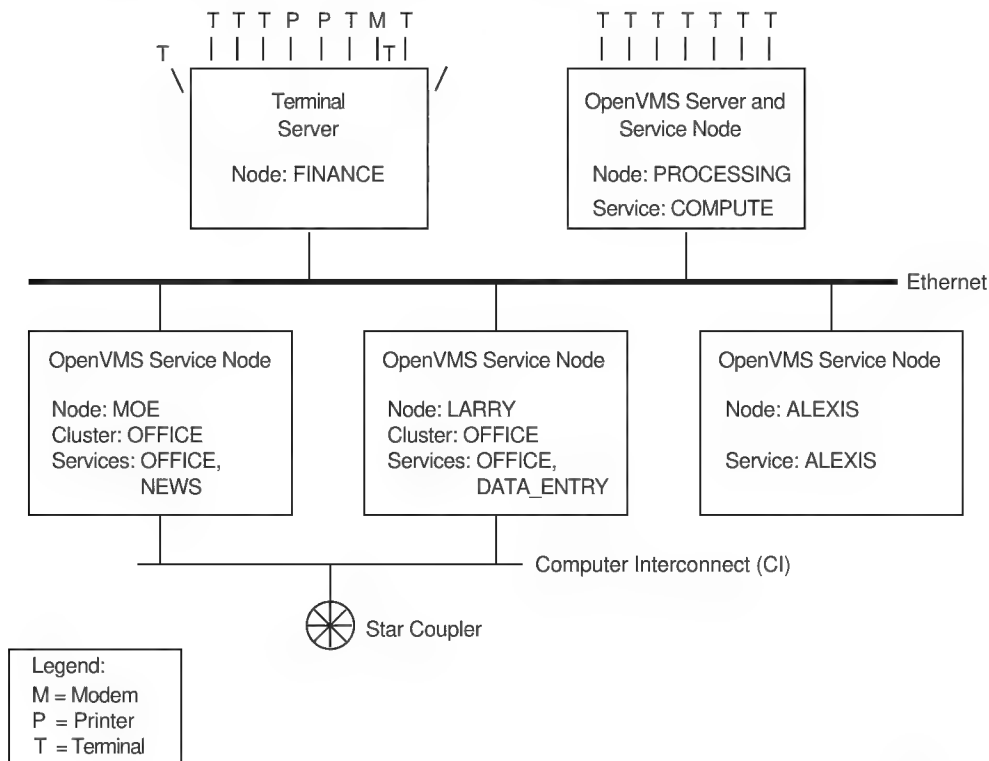 T T T P P T M T
T T
T T T T T T T
Terminal
Server
Node: FINANCE
OpenVMS Server and
Service Node
Node: PROCESSING
Service: COMPUTE
Ethernet
OpenVMS Service Node
Node: MOE
Cluster: OFFICE
Services: OFFICE,
NEWS
OpenVMS Service Node
Node: LARRY
Cluster: OFFICE
Services: OFFICE,
DATA_ENTRY
OpenVMS Service Node
Node: ALEXIS
Service: ALEXIS
Computer Interconnect (CI)
Star Coupler
Legend:
M = Modem
P = Printer
T = Terminal